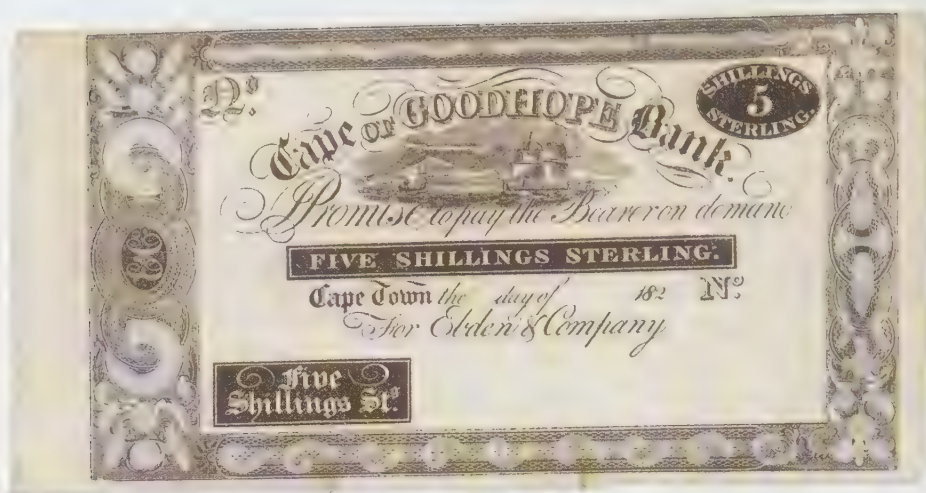 Nº
SHILLINGS
5
STERLING.
Cape OF GOODHOPE Bank.
I Promise to pay the Bearer on demand
FIVE SHILLINGS STERLING.
Cape Town the day of 182 Nº
For Ebden & Company
Five
Shillings St.^g